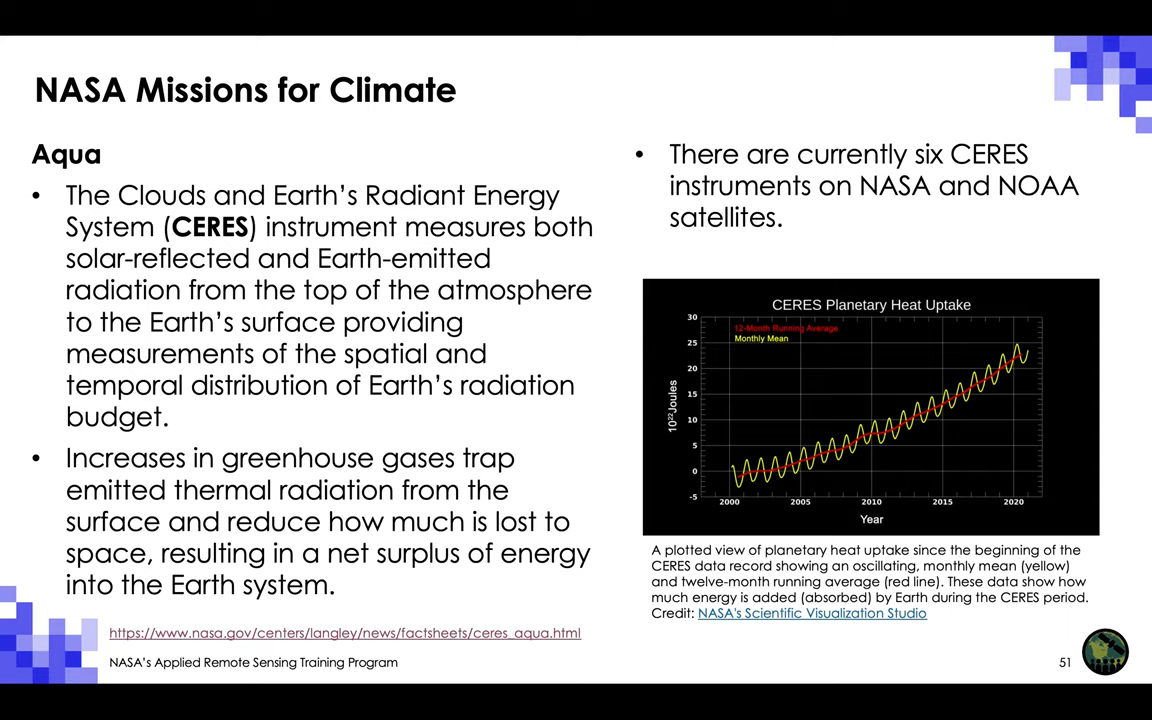 NASA Missions for Climate
Aqua
• The Clouds and Earth's Radiant Energy
System (CERES) instrument measures both
solar-reflected and Earth-emitted
radiation from the top of the atmosphere
to the Earth's surface providing
measurements of the spatial and
temporal distribution of Earth's radiation
budget.
• Increases in greenhouse gases trap
emitted thermal radiation from the
surface and reduce how much is lost to
space, resulting in a net surplus of energy
into the Earth system.
• There are currently six CERES
instruments on NASA and NOAA
satellites.
CERES Planetary Heat Uptake
12-Month Running Average
Monthly Mean
30
25
20
15
10
5
0
-5
10²²Joules
2000 2005 2010 2015 2020
Year
A plotted view of planetary heat uptake since the beginning of the
CERES data record showing an oscillating, monthly mean (yellow)
and twelve-month running average (red line). These data show how
much energy is added (absorbed) by Earth during the CERES period.
Credit: NASA's Scientific Visualization Studio
https://www.nasa.gov/centers/langley/news/factsheets/ceres_aqua.html
NASA's Applied Remote Sensing Training Program
51